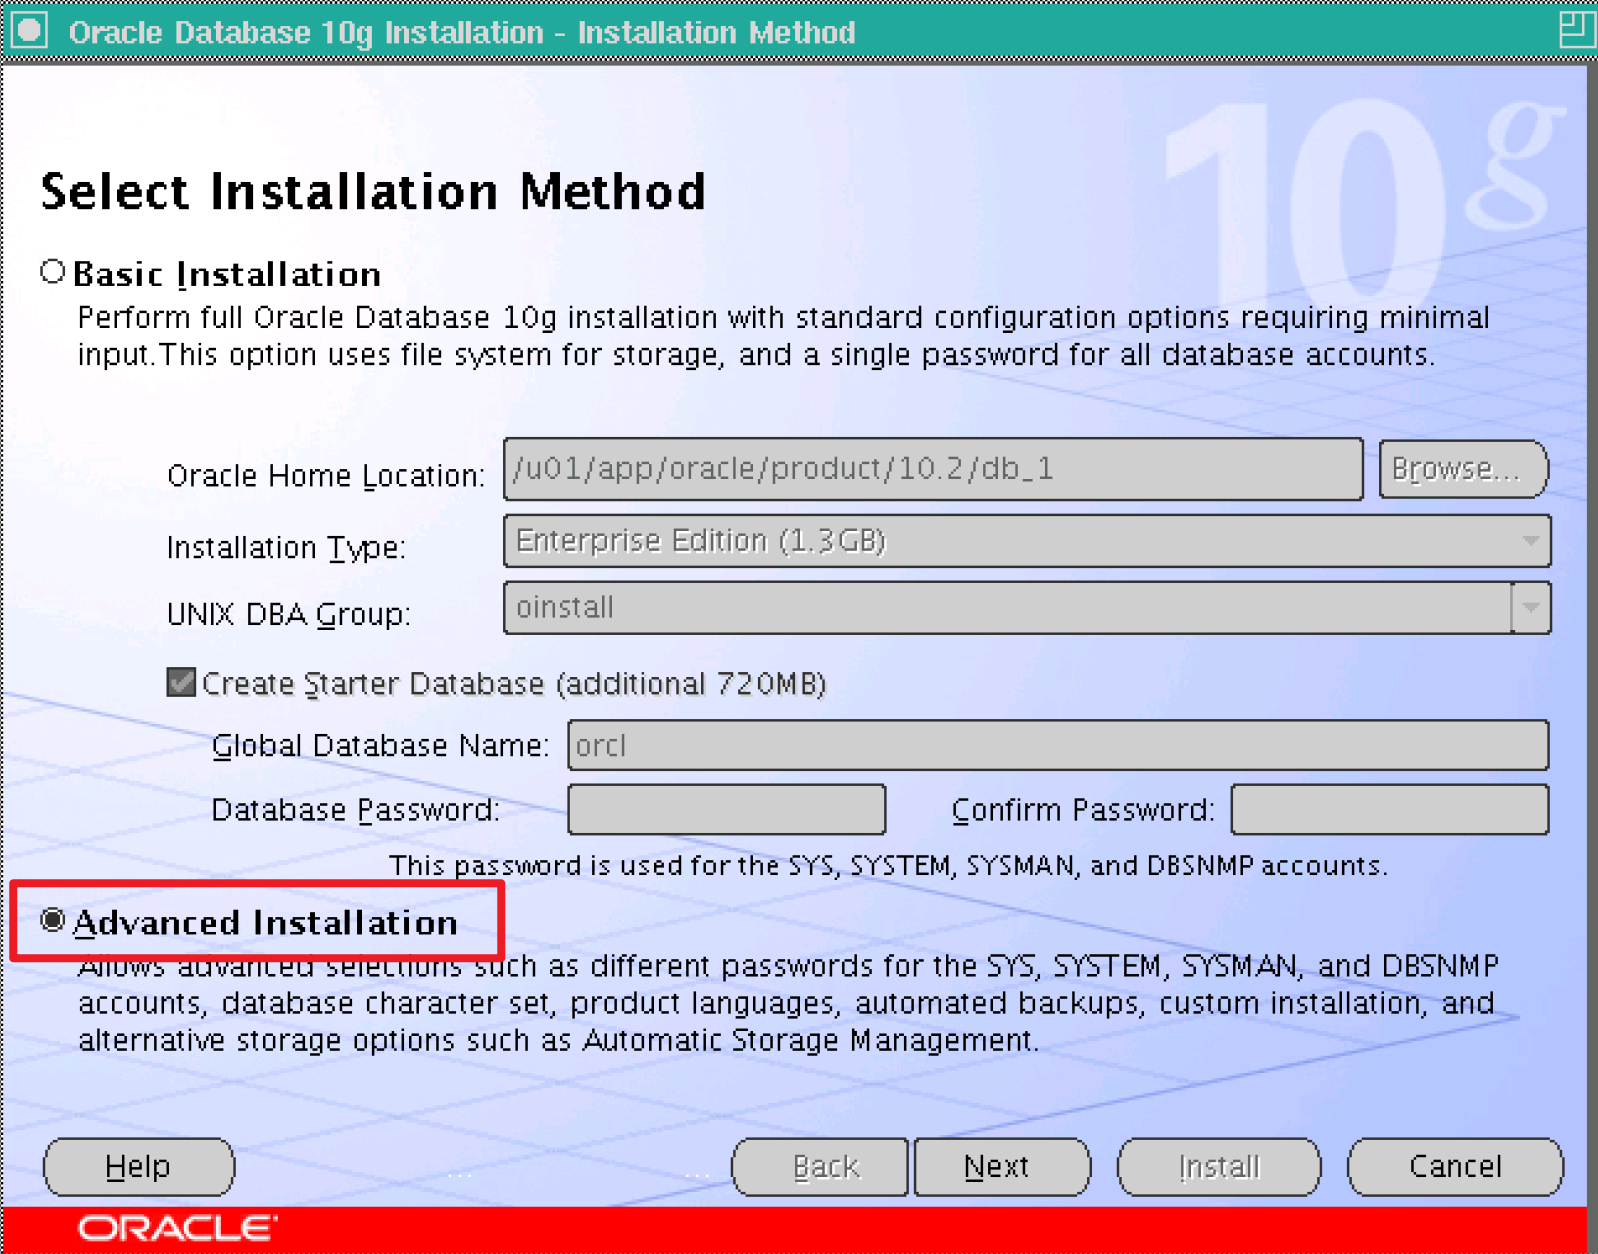 Oracle Database 10g Installation - Installation Method
10g
Select Installation Method
Basic Installation
Perform full Oracle Database 10g installation with standard configuration options requiring minimal
input.This option uses file system for storage, and a single password for all database accounts.
Oracle Home Location: /u01/app/oracle/product/10.2/db_1 Browse...
Installation Type: Enterprise Edition (1.3GB)
UNIX DBA Group: oinstall
Create Starter Database (additional 720MB)
Global Database Name: orcl
Database Password: Confirm Password:
This password is used for the SYS, SYSTEM, SYSMAN, and DBSNMP accounts.
Advanced Installation
Allows advanced selections such as different passwords for the SYS, SYSTEM, SYSMAN, and DBSNMP
accounts, database character set, product languages, automated backups, custom installation, and
alternative storage options such as Automatic Storage Management.
Help ... ... Back Next Install Cancel
ORACLE